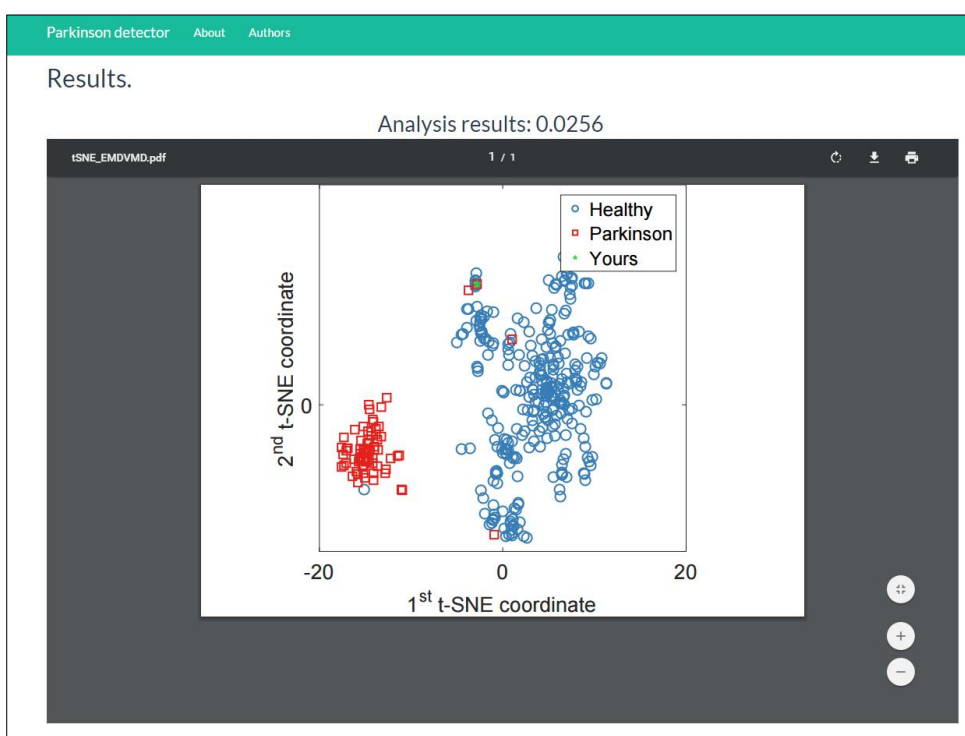 Parkinson detector About Authors
Results.
Analysis results: 0.0256
tSNE_EMDVMD.pdf 1 / 1
Healthy
Parkinson
Yours
2nd t-SNE coordinate
0
-20 0 20
1st t-SNE coordinate